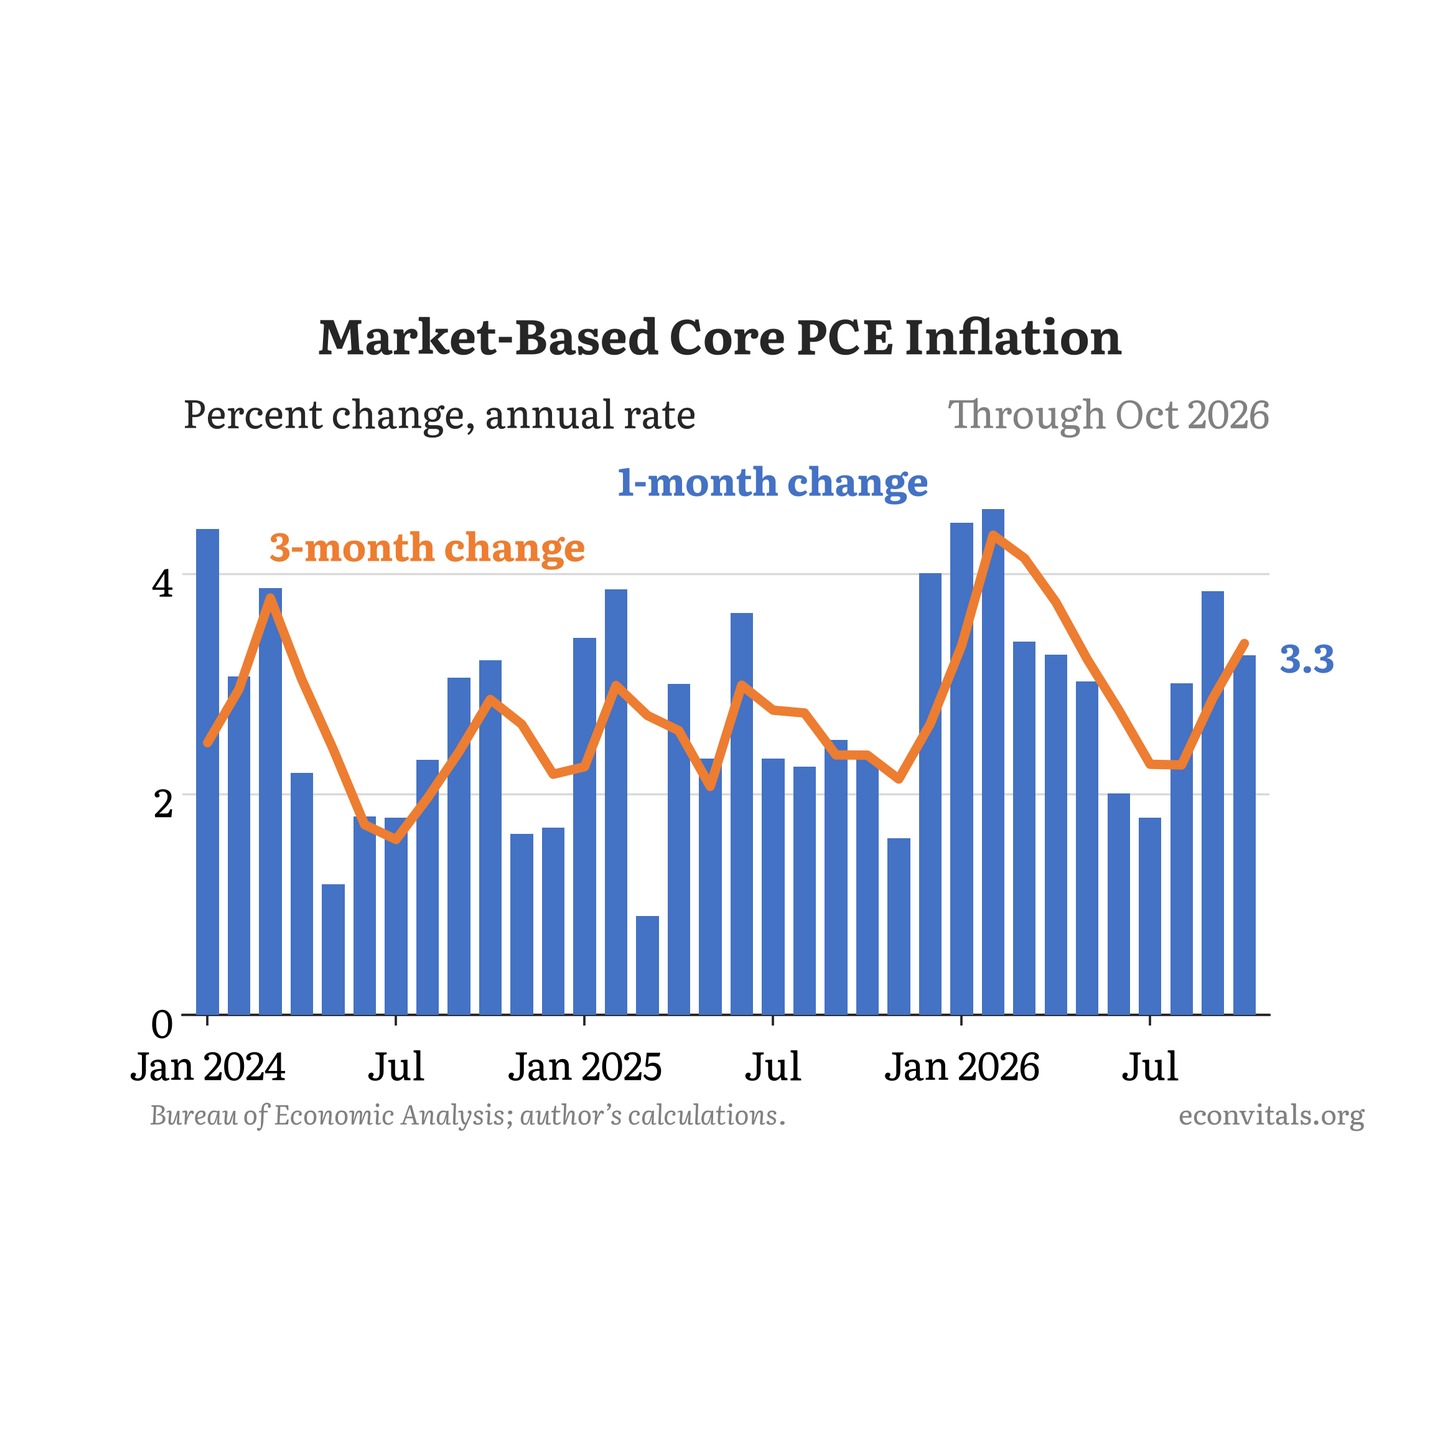 Market-Based Core PCE Inflation
Percent change, annual rate
Through Oct 2026
1-month change
3-month change
4
3.3
2
0
Jan 2024 Jul Jan 2025 Jul Jan 2026 Jul
Bureau of Economic Analysis; author’s calculations.
econvitals.org